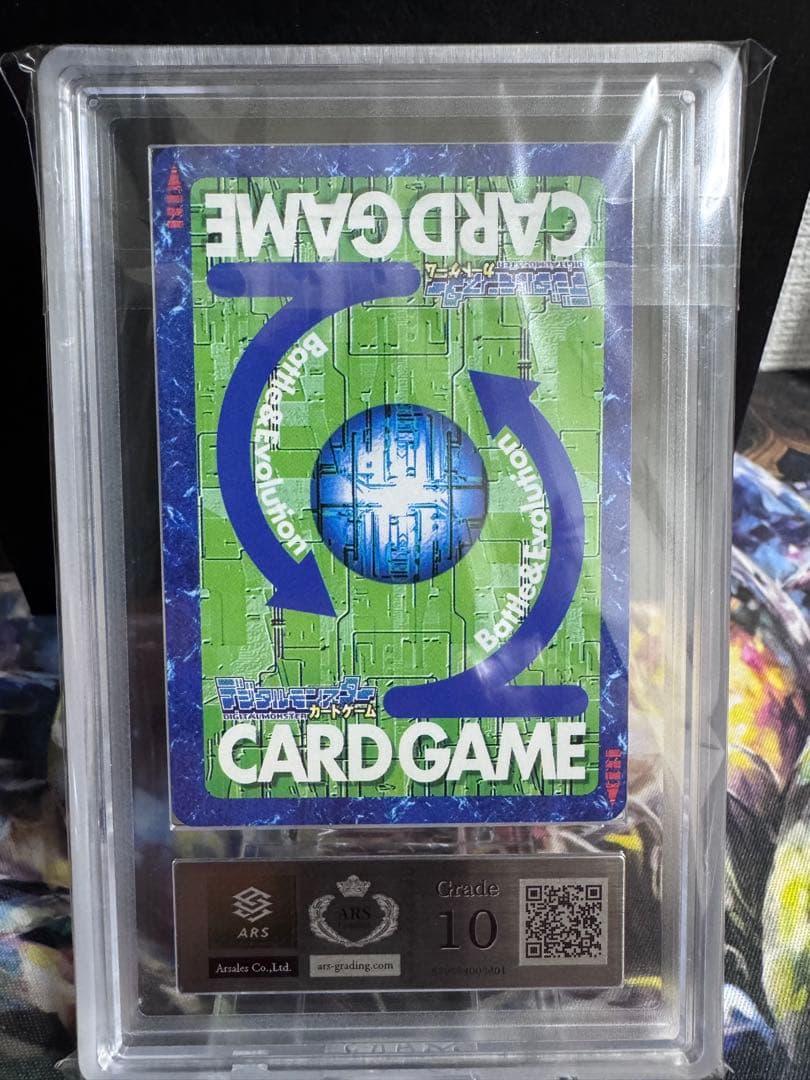 CARD GAME
デジタルモンスター
DIGITALMONSTER カードゲーム
Battle&Evolution
Battle&Evolution
デジタルモンスター
DIGITALMONSTER カードゲーム
CARD GAME
ARS
Arsales Co.,Ltd.
ARS
ars-grading.com
Grade
10